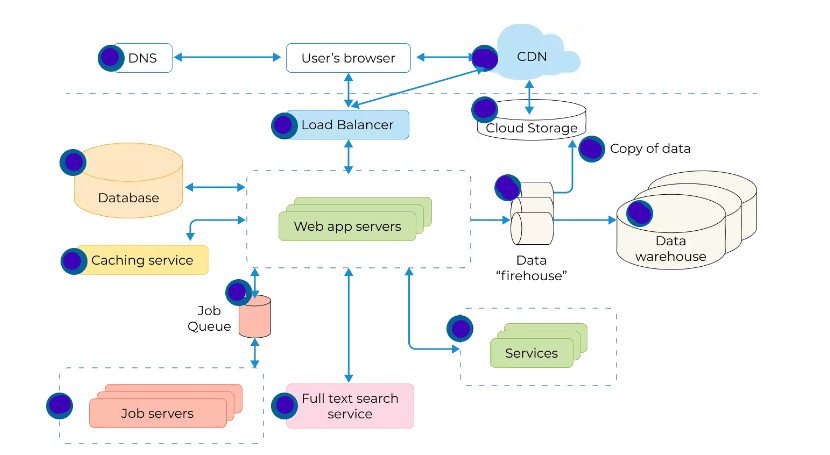 DNS
User's browser
CDN
Load Balancer
Cloud Storage
Copy of data
Database
Web app servers
Data
"firehouse"
Data
warehouse
Caching service
Job
Queue
Services
Job servers
Full text search
service